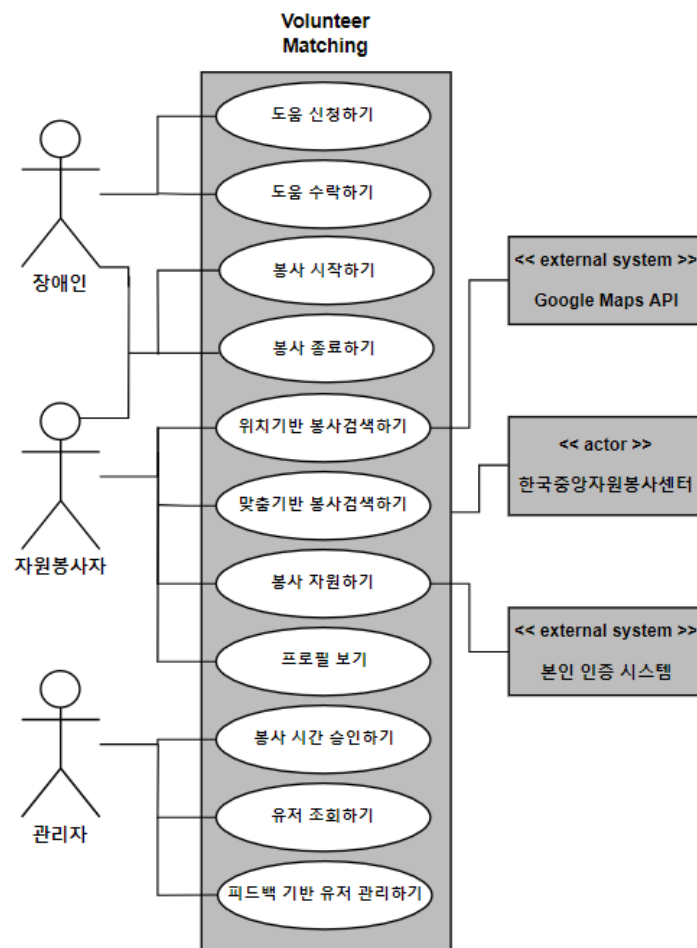 Volunteer
Matching
도움 신청하기
도움 수락하기
장애인
봉사 시작하기
<< external system >>
Google Maps API
봉사 종료하기
위치기반 봉사검색하기
<< actor >>
한국중앙자원봉사센터
맞춤기반 봉사검색하기
자원봉사자
봉사 자원하기
<< external system >>
본인 인증 시스템
프로필 보기
봉사 시간 승인하기
관리자
유저 조회하기
피드백 기반 유저 관리하기